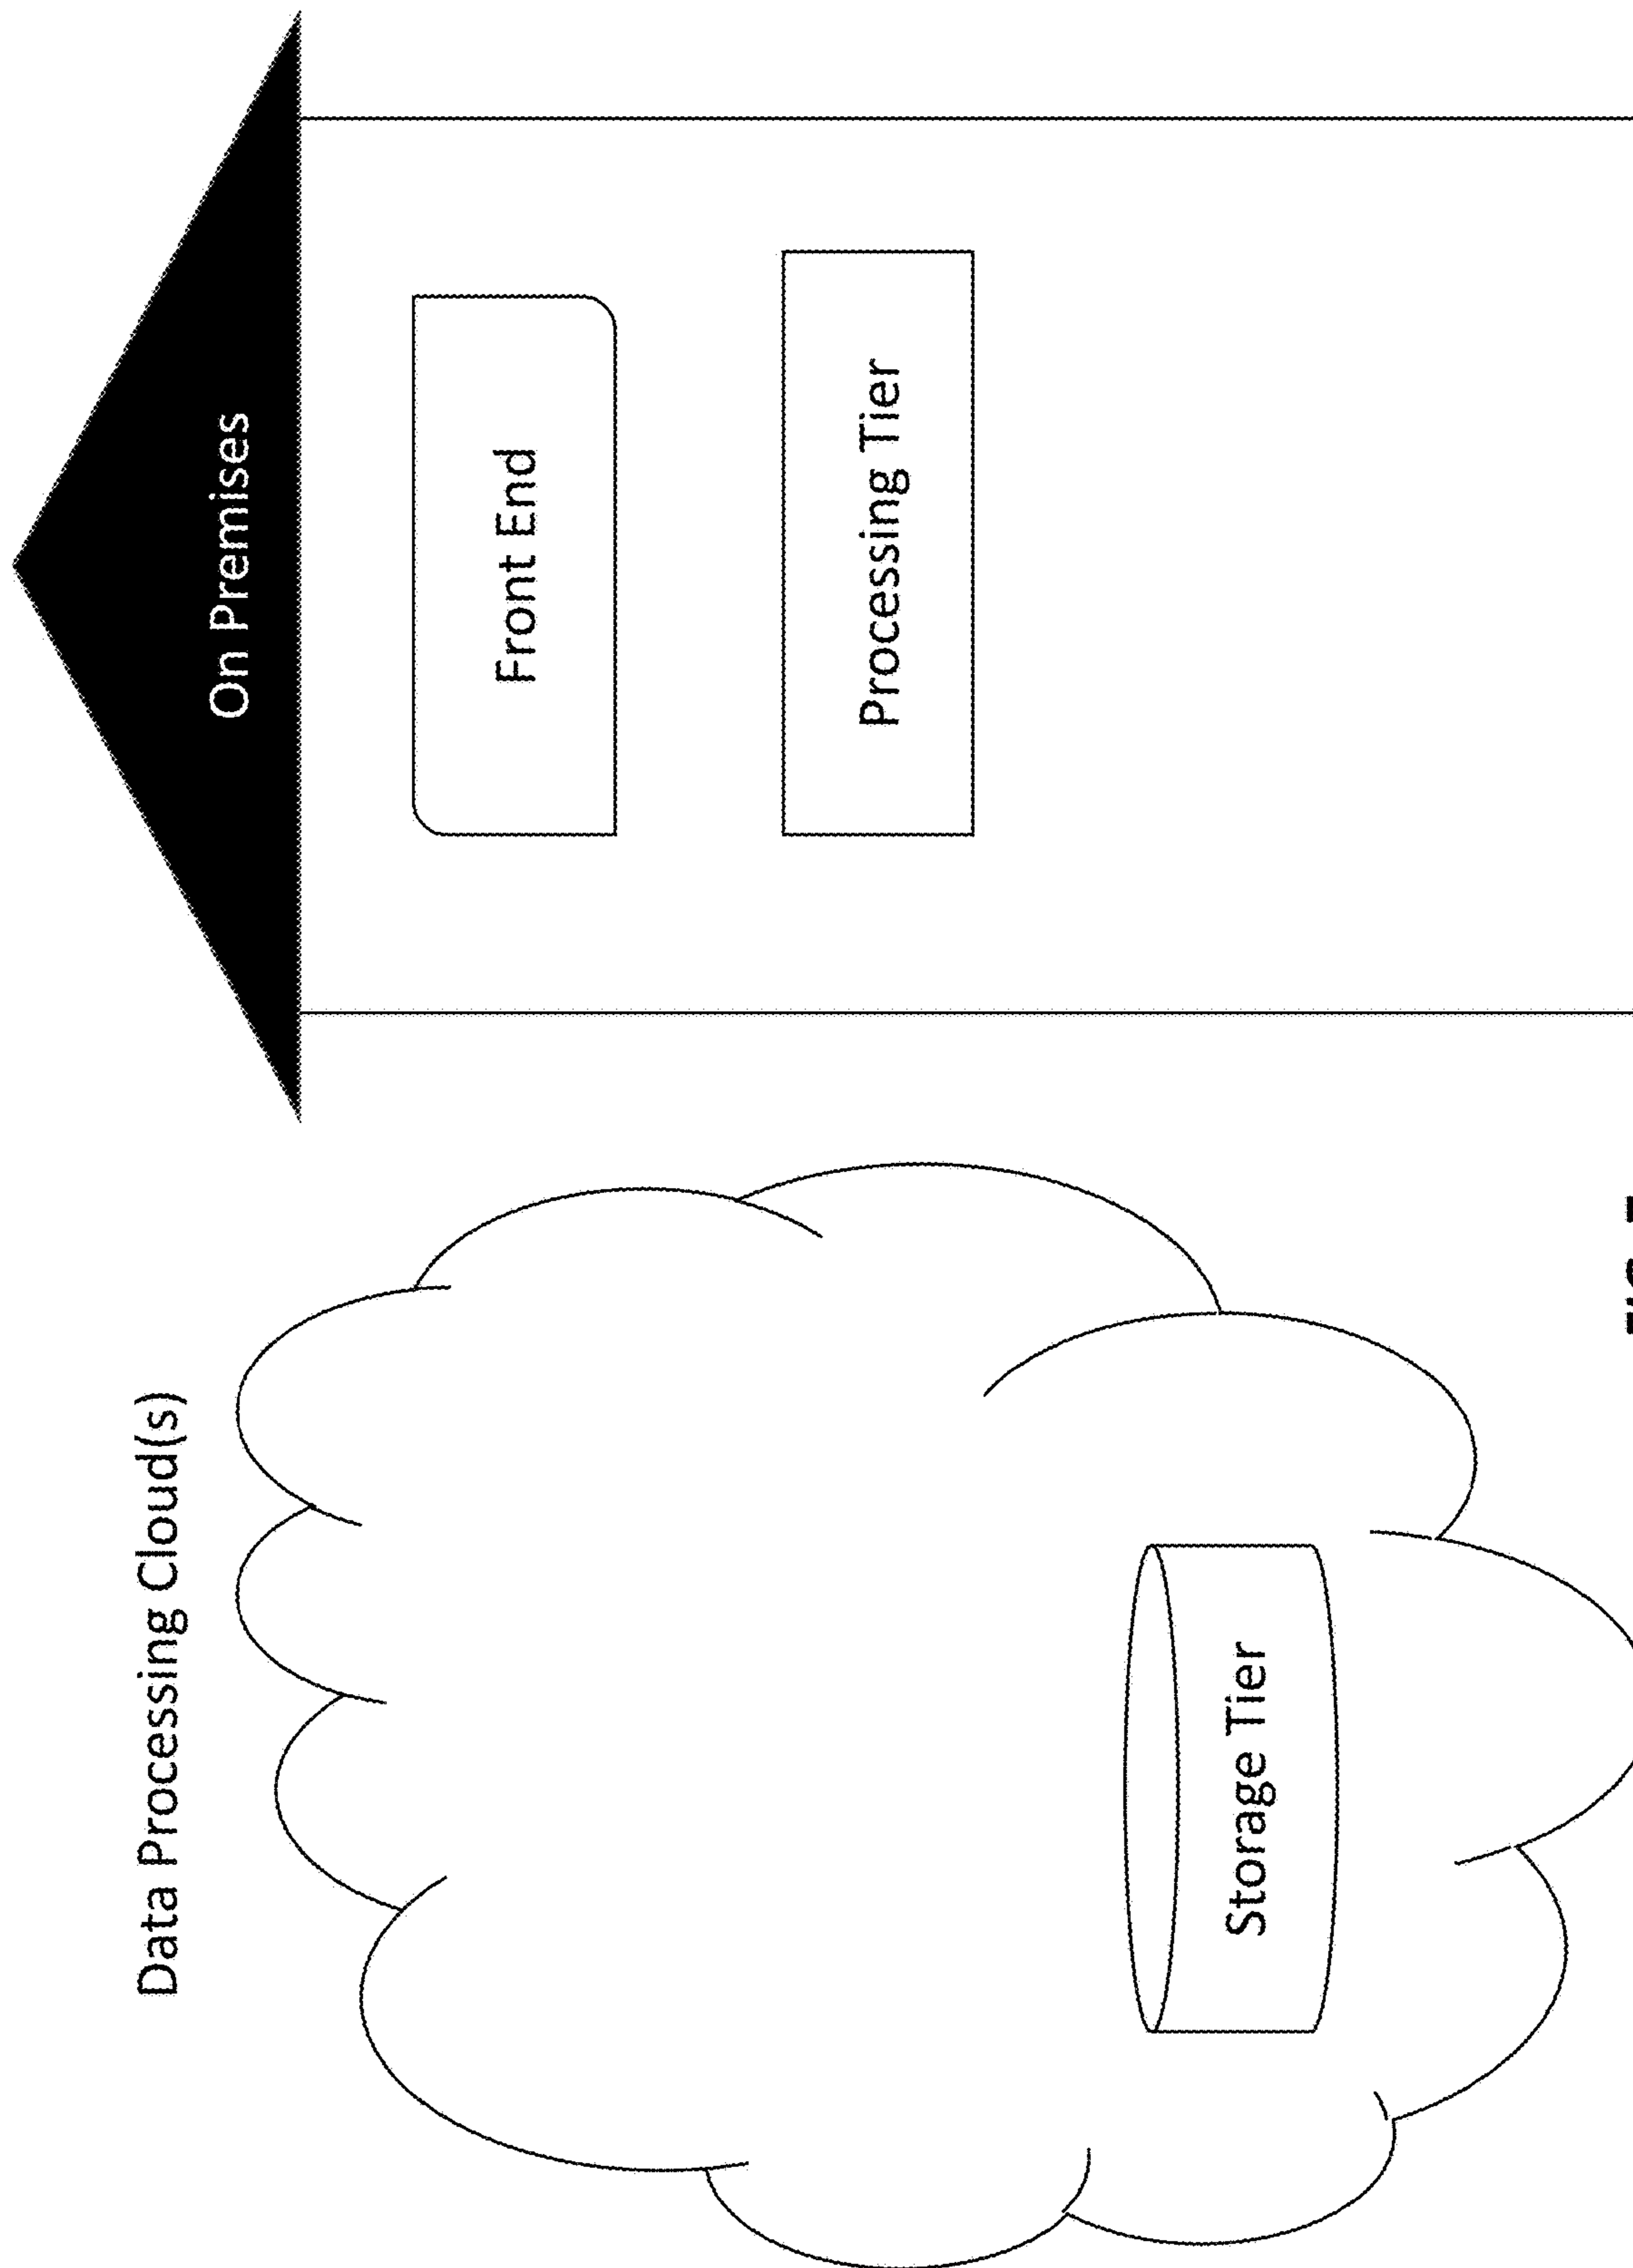 Data Processing Cloud(s)
On Premises
Front End
Processing Tier
Storage Tier